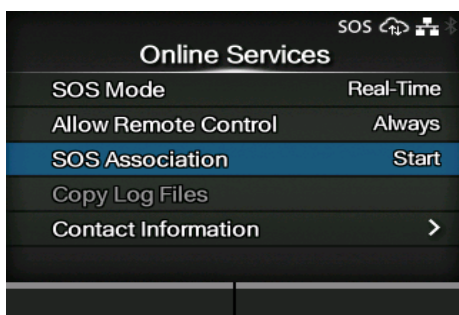 SOS
Online Services
SOS Mode Real-Time
Allow Remote Control Always
SOS Association Start
Copy Log Files
Contact Information >